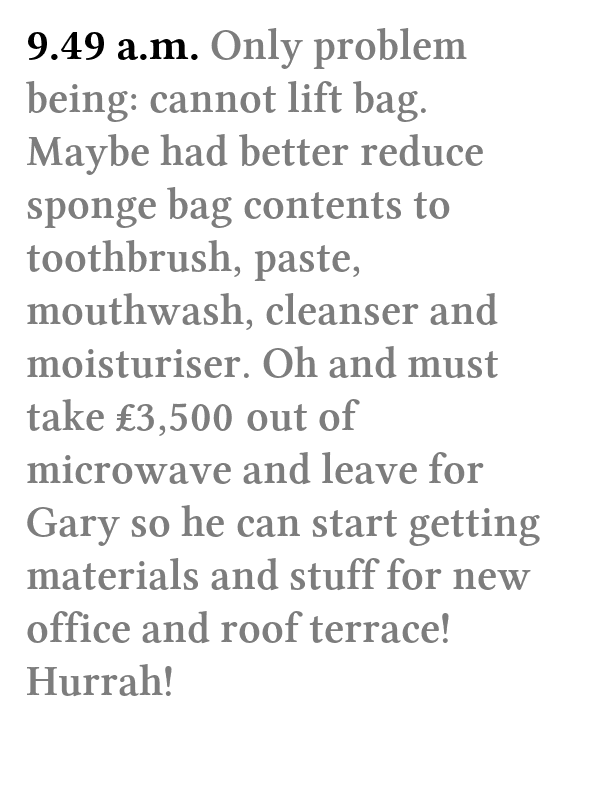 9.49 a.m. Only problem
being: cannot lift bag.
Maybe had better reduce
sponge bag contents to
toothbrush, paste,
mouthwash, cleanser and
moisturiser. Oh and must
take £3,500 out of
microwave and leave for
Gary so he can start getting
materials and stuff for new
office and roof terrace!
Hurrah!